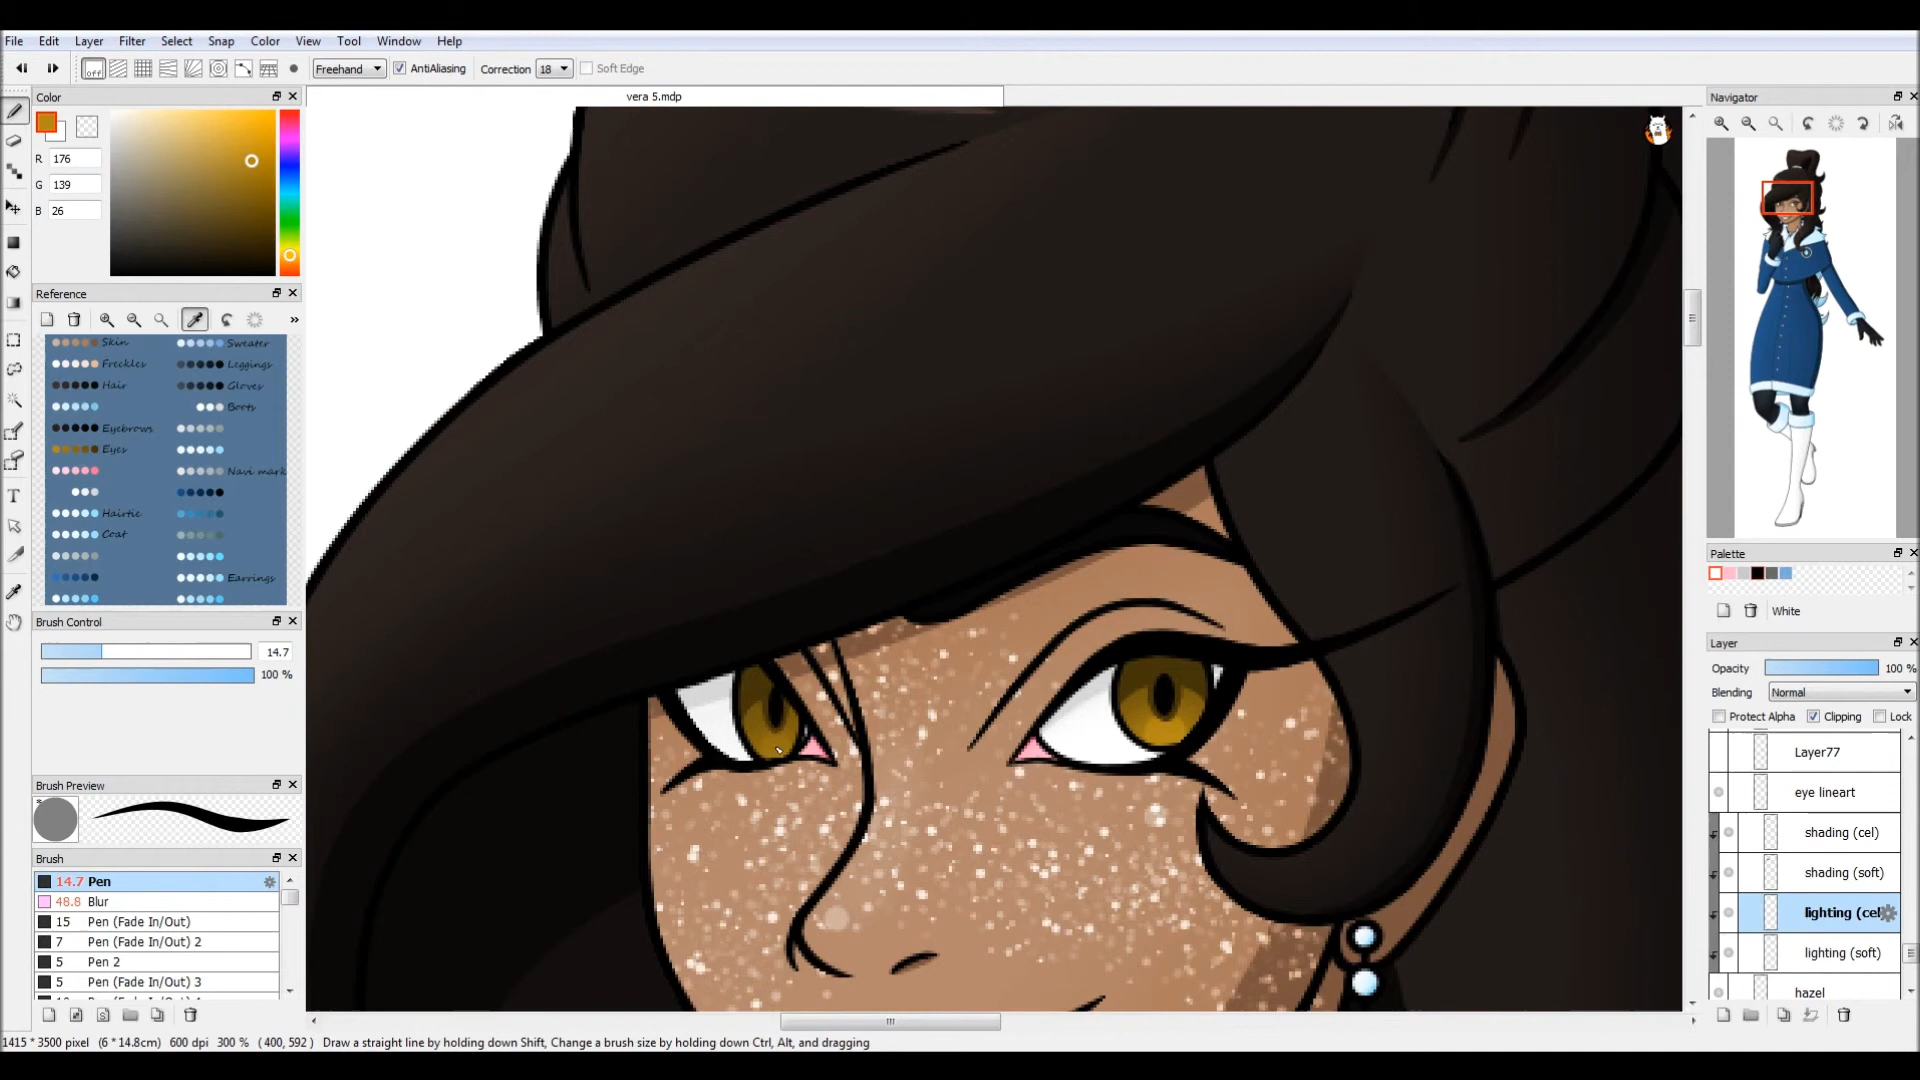 File Edit Layer Filter Select Snap Color View Tool Window Help
off Freehand AntiAliasing Correction 18 Soft Edge
Color
vera 5.mdp
Navigator
R 176
G 139
B 26
Reference
Skin Sweater
Freckles Leggings
Hair Gloves
Boots
Eyebrows
Eyes
Navi mark
Hairtie
Coat
Earrings
Brush Control
14.7
100 %
Brush Preview
Brush
14.7 Pen
48.8 Blur
15 Pen (Fade In/Out)
7 Pen (Fade In/Out) 2
5 Pen 2
5 Pen (Fade In/Out) 3
Palette
White
Layer
Opacity 100 %
Blending Normal
Protect Alpha Clipping Lock
Layer77
eye lineart
shading (cel)
shading (soft)
lighting (cel
lighting (soft)
hazel
1415 * 3500 pixel (6 * 14.8cm) 600 dpi 300 % ( 400, 592 ) Draw a straight line by holding down Shift, Change a brush size by holding down Ctrl, Alt, and dragging